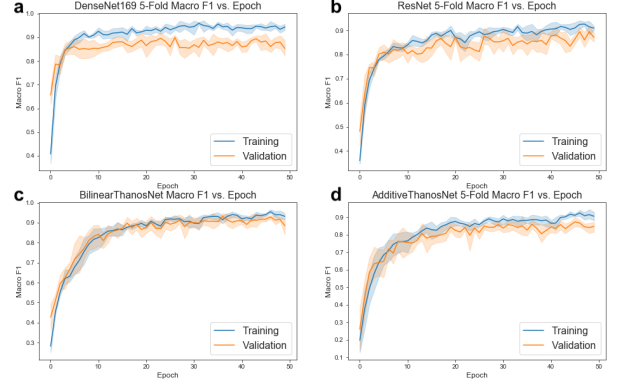 a
DenseNet169 5-Fold Macro F1 vs. Epoch
1.0
0.9
0.8
0.7
0.6
0.5
0.4
Macro F1
0 10 20 30 40 50
Epoch
Training
Validation
b
ResNet 5-Fold Macro F1 vs. Epoch
0.9
0.8
0.7
0.6
0.5
0.4
Macro F1
0 10 20 30 40 50
Epoch
Training
Validation
c
BilinearThanosNet Macro F1 vs. Epoch
1.0
0.9
0.8
0.7
0.6
0.5
0.4
0.3
Macro F1
0 10 20 30 40 50
Epoch
Training
Validation
d
AdditiveThanosNet 5-Fold Macro F1 vs. Epoch
0.9
0.8
0.7
0.6
0.5
0.4
0.3
0.2
0.1
Macro F1
0 10 20 30 40 50
Epoch
Training
Validation